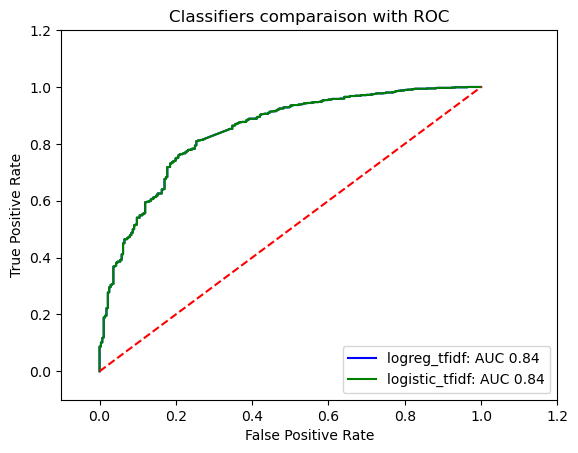 Classifiers comparaison with ROC
True Positive Rate
1.2
1.0
0.8
0.6
0.4
0.2
0.0
logreg_tfidf: AUC 0.84
logistic_tfidf: AUC 0.84
0.0 0.2 0.4 0.6 0.8 1.0 1.2
False Positive Rate